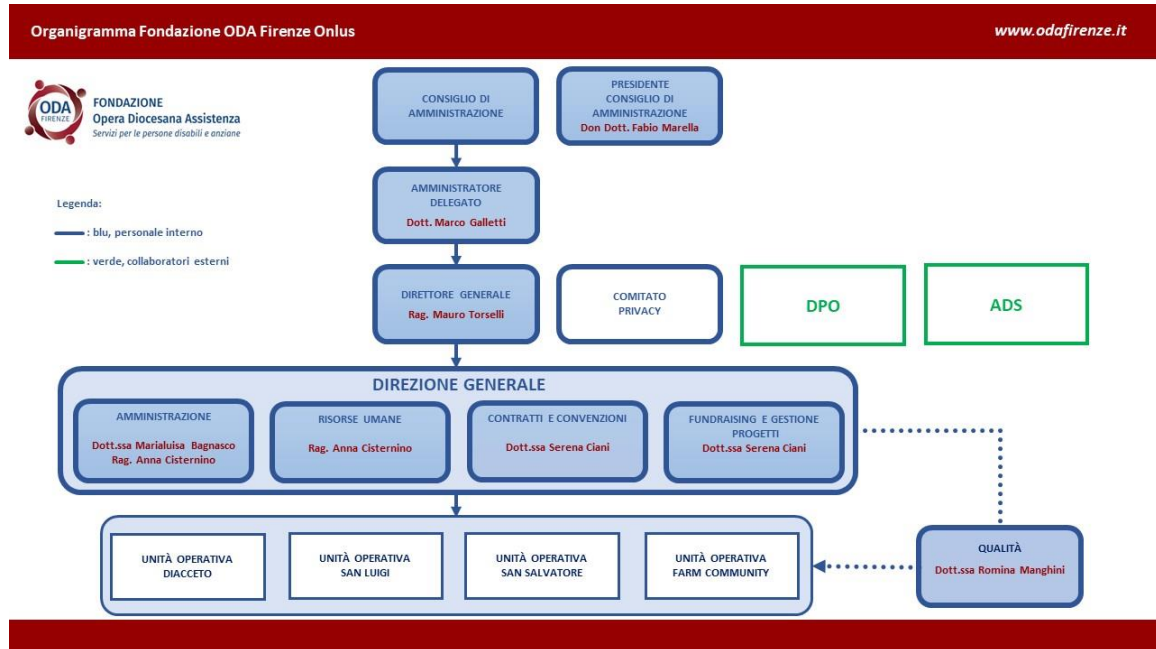 Organigramma Fondazione ODA Firenze Onlus
www.odafirenze.it
ODA
FIRENZE
FONDAZIONE
Opera Diocesana Assistenza
Servizi per le persone disabili e anziane
CONSIGLIO DI
AMMINISTRAZIONE
PRESIDENTE
CONSIGLIO DI
AMMINISTRAZIONE
Don Dott. Fabio Marella
AMMINISTRATORE
DELEGATO
Dott. Marco Galletti
Legenda:
: blu, personale interno
: verde, collaboratori esterni
DIRETTORE GENERALE
Rag. Mauro Torselli
COMITATO
PRIVACY
DPO
ADS
DIREZIONE GENERALE
AMMINISTRAZIONE
Dott.ssa Marialuisa Bagnasco
Rag. Anna Cisternino
RISORSE UMANE
Rag. Anna Cisternino
CONTRATTI E CONVENZIONI
Dott.ssa Serena Ciani
FUNDRAISING E GESTIONE
PROGETTI
Dott.ssa Serena Ciani
UNITÀ OPERATIVA
DIACCETO
UNITÀ OPERATIVA
SAN LUIGI
UNITÀ OPERATIVA
SAN SALVATORE
UNITÀ OPERATIVA
FARM COMMUNITY
QUALITÀ
Dott.ssa Romina Manghini